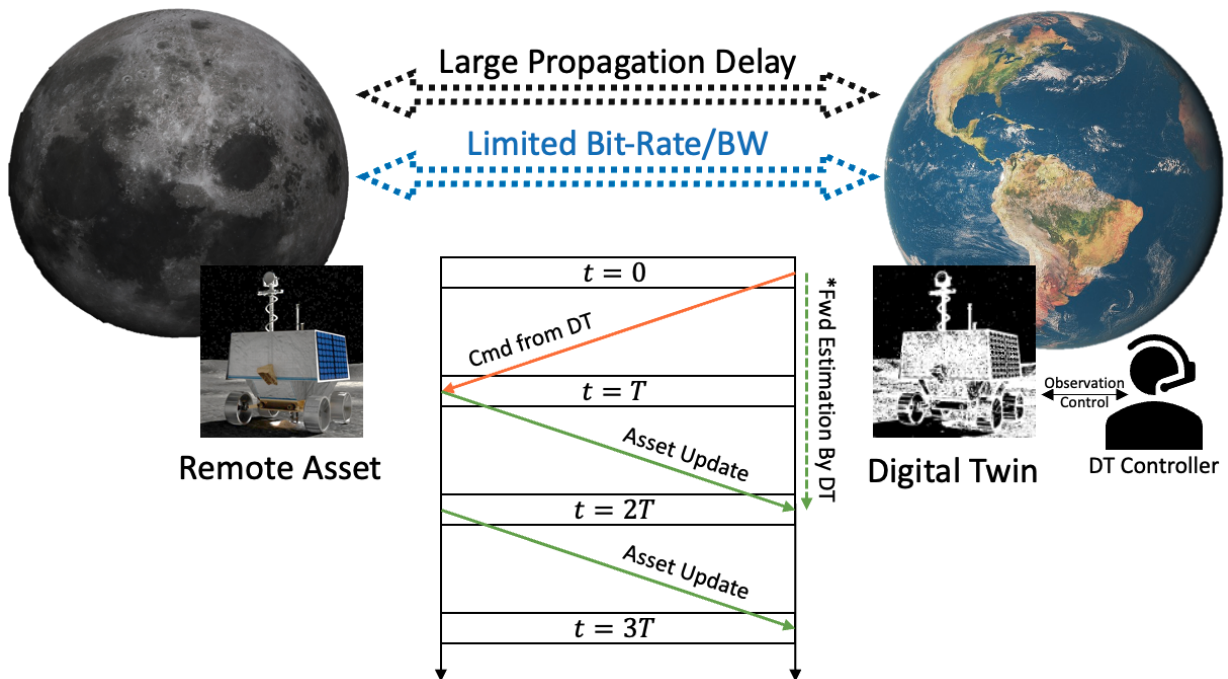 Large Propagation Delay
Limited Bit-Rate/BW
t = 0
*Fwd Estimation By DT
Cmd from DT
t = T
Observation
Control
Asset Update
Remote Asset
Digital Twin
DT Controller
t = 2T
Asset Update
t = 3T